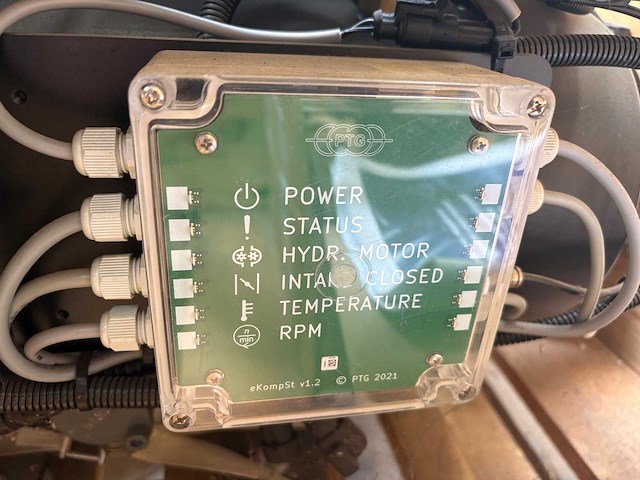 PTG
POWER
! STATUS
HYDR. MOTOR
INTAKE CLOSED
TEMPERATURE
n/min RPM
eKompSt v1.2 © PTG 2021